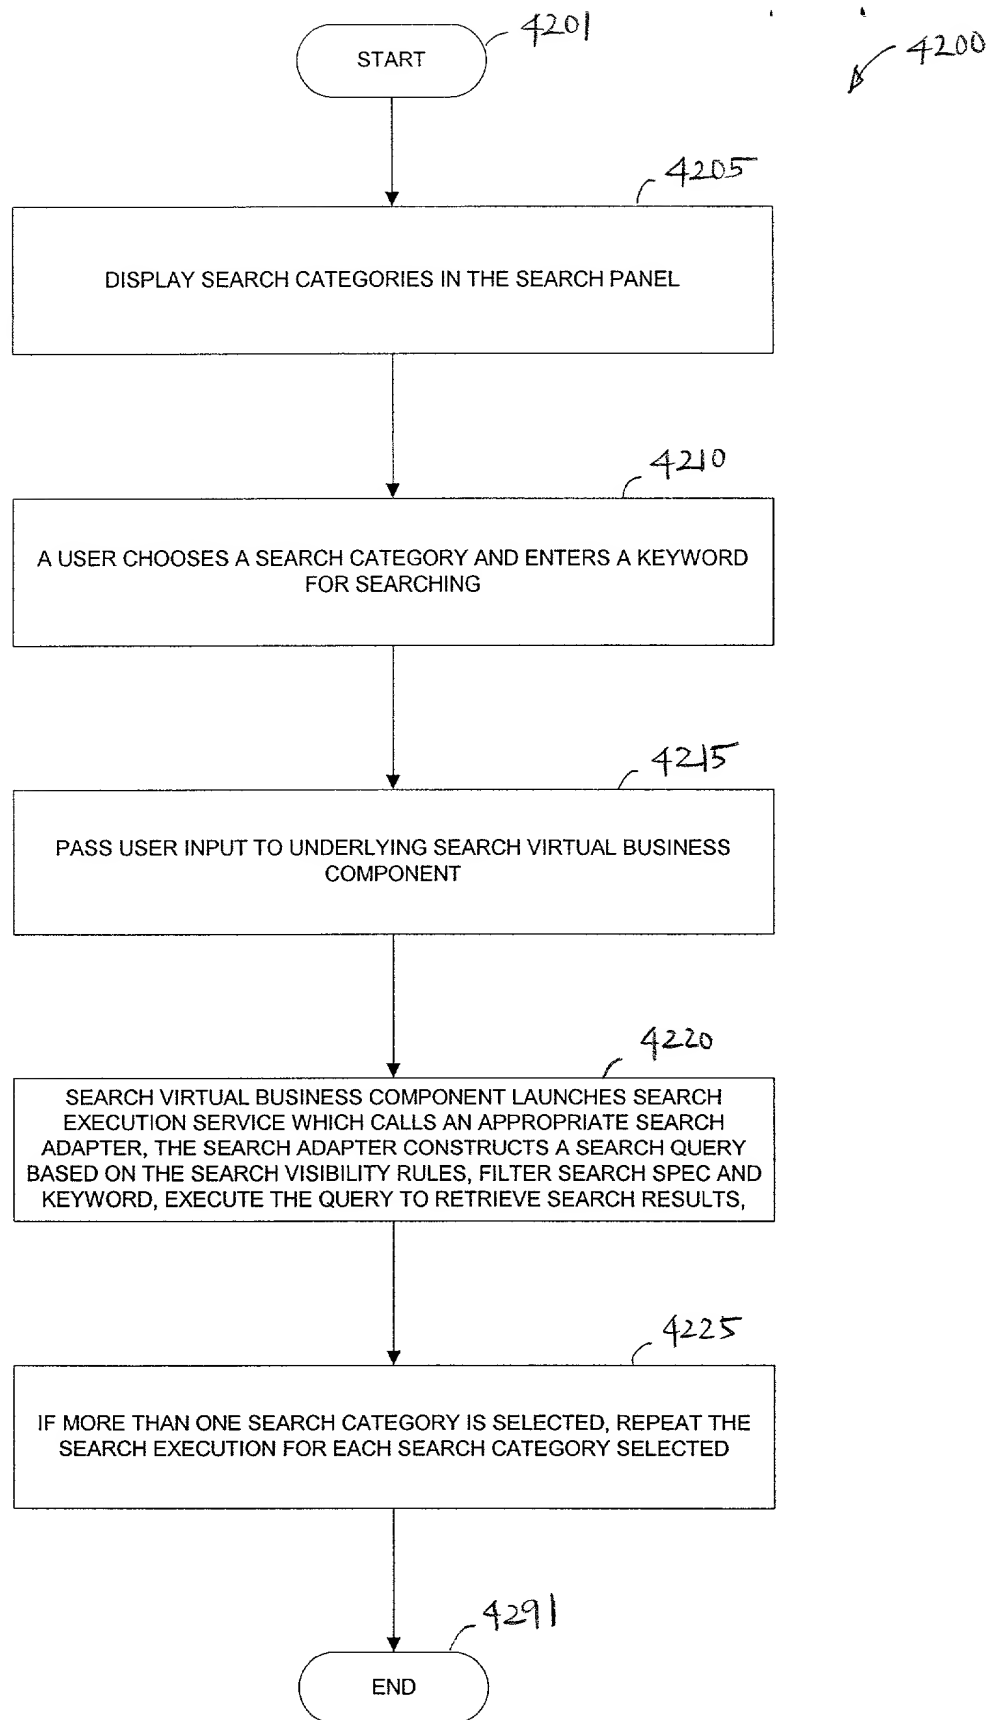 4201
START
4200
4205
DISPLAY SEARCH CATEGORIES IN THE SEARCH PANEL
4210
A USER CHOOSES A SEARCH CATEGORY AND ENTERS A KEYWORD
FOR SEARCHING
4215
PASS USER INPUT TO UNDERLYING SEARCH VIRTUAL BUSINESS
COMPONENT
4220
SEARCH VIRTUAL BUSINESS COMPONENT LAUNCHES SEARCH
EXECUTION SERVICE WHICH CALLS AN APPROPRIATE SEARCH
ADAPTER, THE SEARCH ADAPTER CONSTRUCTS A SEARCH QUERY
BASED ON THE SEARCH VISIBILITY RULES, FILTER SEARCH SPEC AND
KEYWORD, EXECUTE THE QUERY TO RETRIEVE SEARCH RESULTS,
4225
IF MORE THAN ONE SEARCH CATEGORY IS SELECTED, REPEAT THE
SEARCH EXECUTION FOR EACH SEARCH CATEGORY SELECTED
4291
END